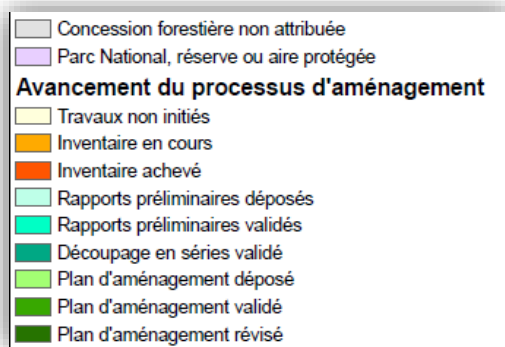 Concession forestière non attribuée
Parc National, réserve ou aire protégée
Avancement du processus d'aménagement
Travaux non initiés
Inventaire en cours
Inventaire achevé
Rapports préliminaires déposés
Rapports préliminaires validés
Découpage en séries validé
Plan d'aménagement déposé
Plan d'aménagement validé
Plan d'aménagement révisé